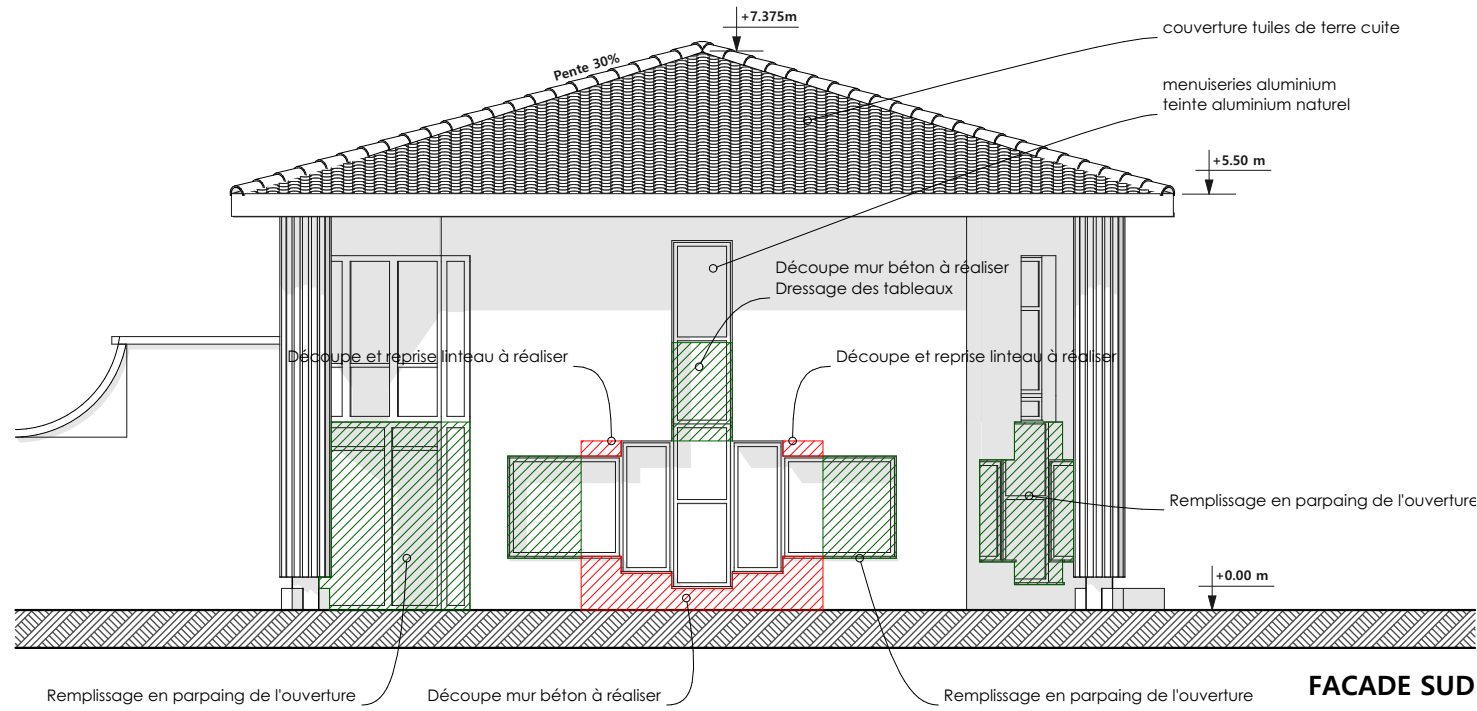 +7.375m
couverture tuiles de terre cuite
Pente 30%
menuiseries aluminium
teinte aluminium naturel
+5.50 m
Découpe mur béton à réaliser
Dressage des tableaux
Découpe et reprise linteau à réaliser
Découpe et reprise linteau à réaliser
Remplissage en parpaing de l'ouverture
+0.00 m
Remplissage en parpaing de l'ouverture
Découpe mur béton à réaliser
Remplissage en parpaing de l'ouverture
FACADE SUD